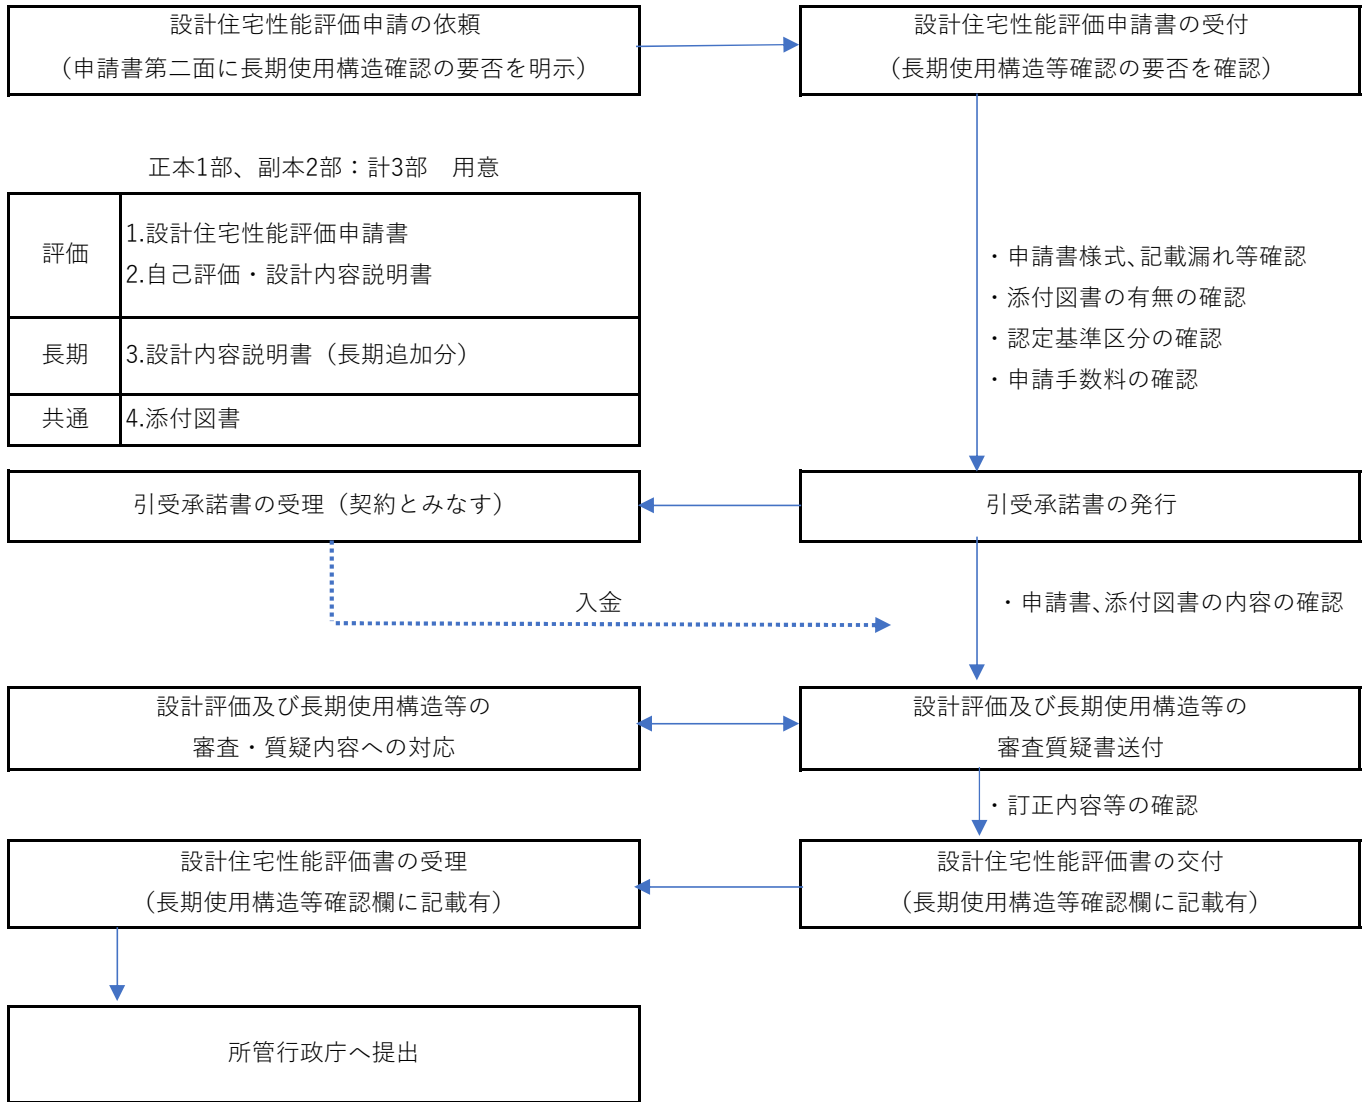 設計住宅性能評価申請の依頼
（申請書第二面に長期使用構造確認の要否を明示）
設計住宅性能評価申請書の受付
（長期使用構造等確認の要否を確認）
正本1部、副本2部：計3部　用意
評価
1.設計住宅性能評価申請書
2.自己評価・設計内容説明書
長期
3.設計内容説明書（長期追加分）
共通
4.添付図書
・申請書様式、記載漏れ等確認
・添付図書の有無の確認
・認定基準区分の確認
・申請手数料の確認
引受承諾書の受理（契約とみなす）
引受承諾書の発行
入金
・申請書、添付図書の内容の確認
設計評価及び長期使用構造等の
審査・質疑内容への対応
設計評価及び長期使用構造等の
審査質疑書送付
・訂正内容等の確認
設計住宅性能評価書の受理
（長期使用構造等確認欄に記載有）
設計住宅性能評価書の交付
（長期使用構造等確認欄に記載有）
所管行政庁へ提出